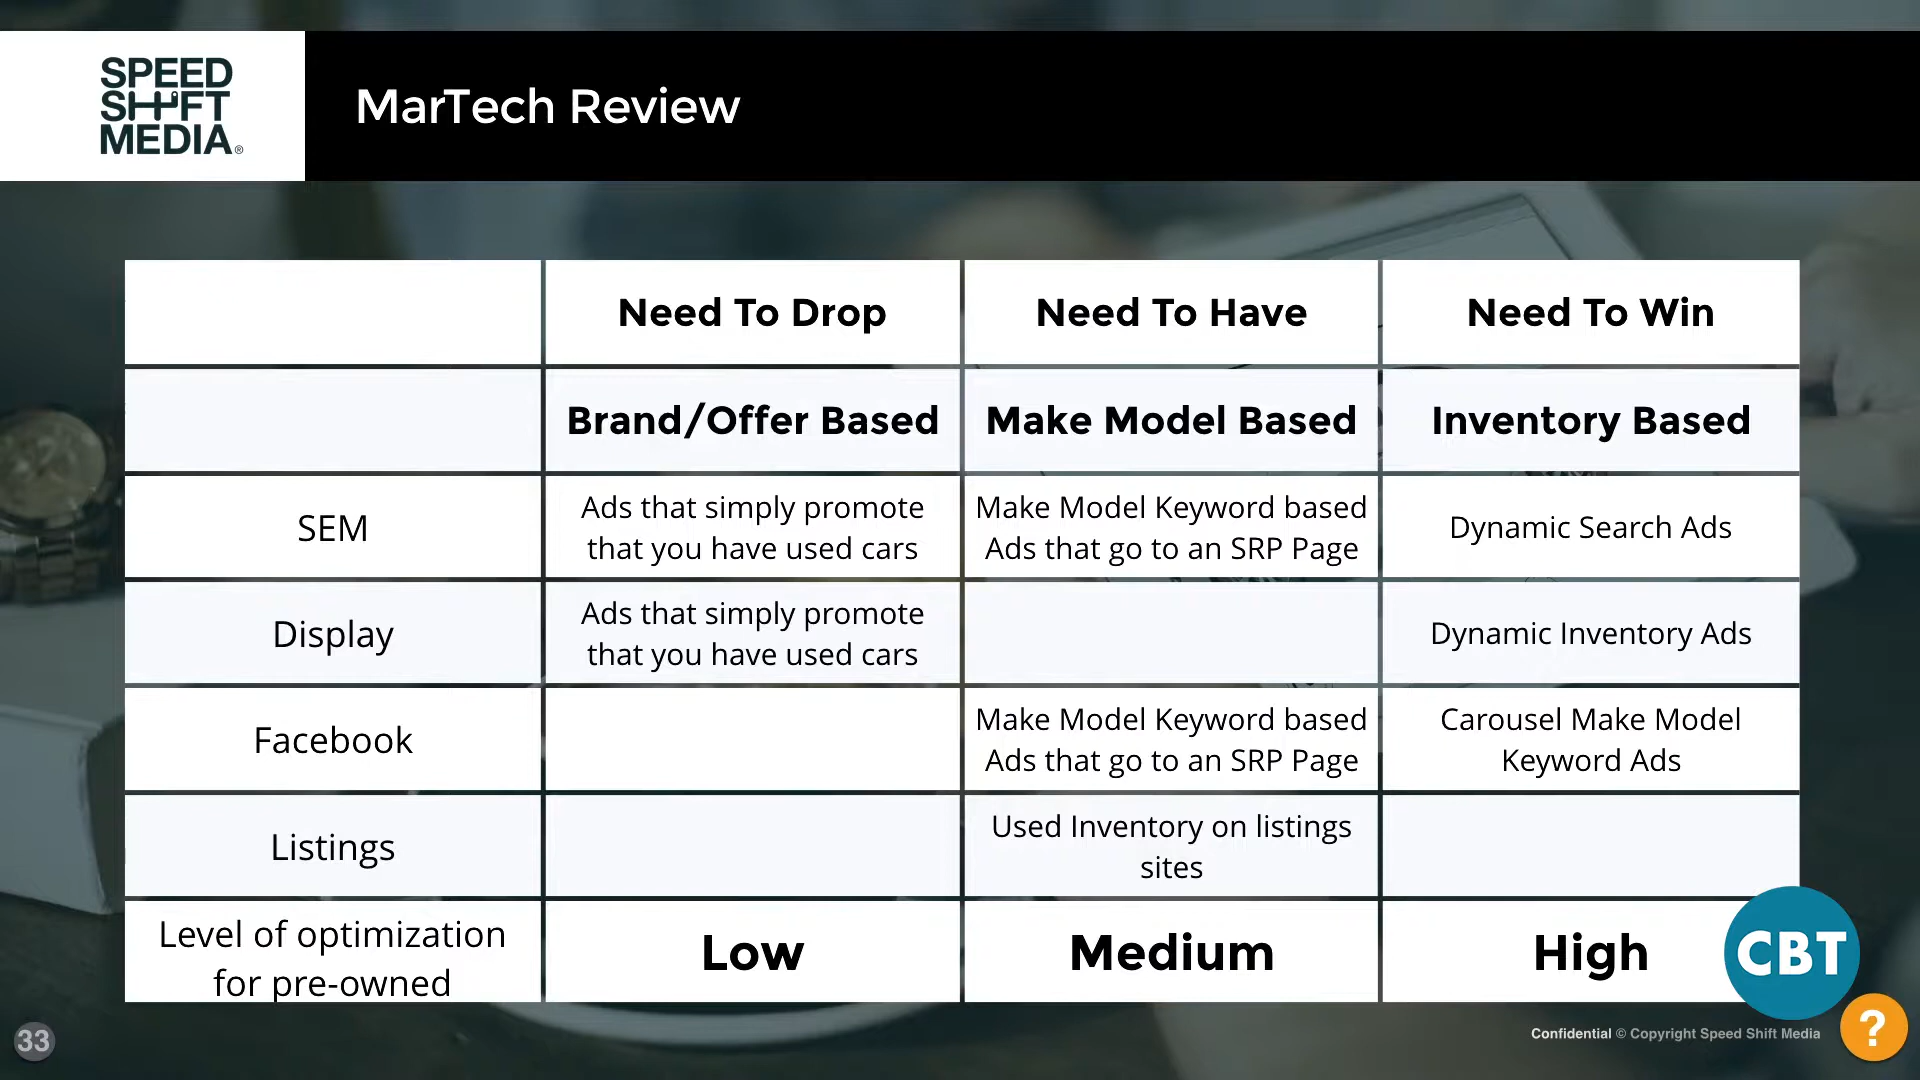 SPEED
SHIFT
MEDIA®
MarTech Review
Need To Drop
Need To Have
Need To Win
Brand/Offer Based
Make Model Based
Inventory Based
SEM
Ads that simply promote
that you have used cars
Make Model Keyword based
Ads that go to an SRP Page
Dynamic Search Ads
Display
Ads that simply promote
that you have used cars
Dynamic Inventory Ads
Facebook
Make Model Keyword based
Ads that go to an SRP Page
Carousel Make Model
Keyword Ads
Listings
Used Inventory on listings
sites
Level of optimization
for pre-owned
Low
Medium
High
CBT
33
Confidential © Copyright Speed Shift Media
?